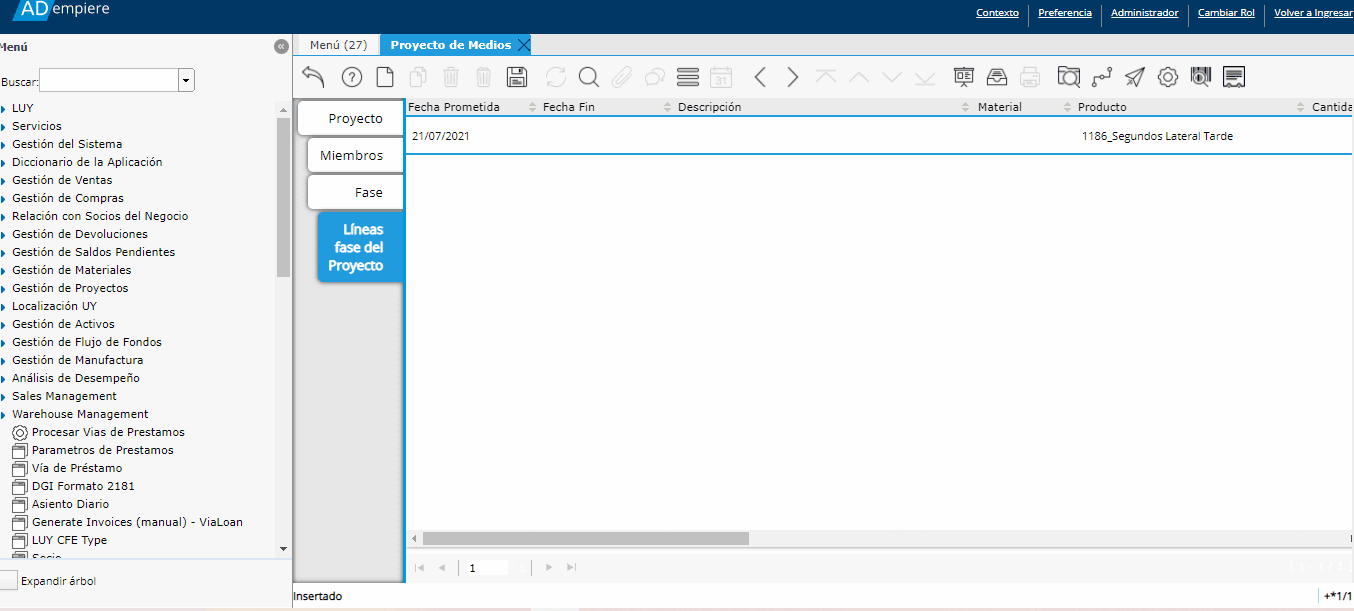 ADempiere
Contexto Preferencia Administrador Cambiar Rol Volver a Ingresar
Menú
Menú (27) Proyecto de Medios
Buscar:
31
LUY
Servicios
Gestión del Sistema
Diccionario de la Aplicación
Gestión de Ventas
Gestión de Compras
Relación con Socios del Negocio
Gestión de Devoluciones
Gestión de Saldos Pendientes
Gestión de Materiales
Gestión de Proyectos
Localización UY
Gestión de Activos
Gestión de Flujo de Fondos
Gestión de Manufactura
Análisis de Desempeño
Sales Management
Warehouse Management
Procesar Vias de Prestamos
Parametros de Prestamos
Vía de Préstamo
DGI Formato 2181
Asiento Diario
Generate Invoices (manual) - ViaLoan
LUY CFE Type
Socio
Expandir árbol
Proyecto
Miembros
Fase
Líneas
fase del
Proyecto
Fecha Prometida Fecha Fin Descripción Material Producto Cantida
21/07/2021 1186_Segundos Lateral Tarde
1
Insertado
+*1/1